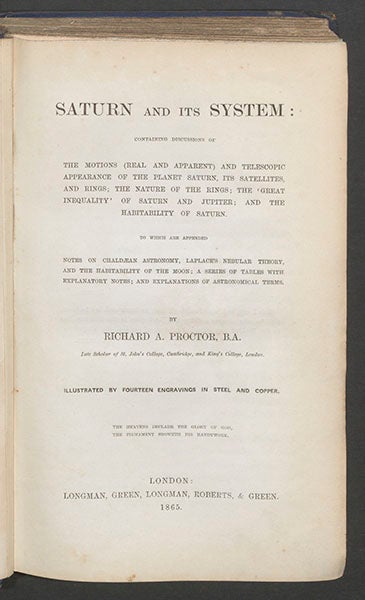 SATURN AND ITS SYSTEM:
CONTAINING DISCUSSIONS OF
THE MOTIONS (REAL AND APPARENT) AND TELESCOPIC
APPEARANCE OF THE PLANET SATURN, ITS SATELLITES,
AND RINGS; THE NATURE OF THE RINGS; THE 'GREAT
INEQUALITY' OF SATURN AND JUPITER; AND THE
HABITABILITY OF SATURN.
TO WHICH ARE APPENDED
NOTES ON CHALDÆAN ASTRONOMY, LAPLACE'S NEBULAR THEORY,
AND THE HABITABILITY OF THE MOON; A SERIES OF TABLES WITH
EXPLANATORY NOTES; AND EXPLANATIONS OF ASTRONOMICAL TERMS.
BY
RICHARD A. PROCTOR, B.A.
Late Scholar of St. John's College, Cambridge, and King's College, London.
ILLUSTRATED BY FOURTEEN ENGRAVINGS IN STEEL AND COPPER.
THE HEAVENS DECLARE THE GLORY OF GOD,
THE FIRMAMENT SHOWETH HIS HANDYWORK.
LONDON:
LONGMAN, GREEN, LONGMAN, ROBERTS, & GREEN.
1865.